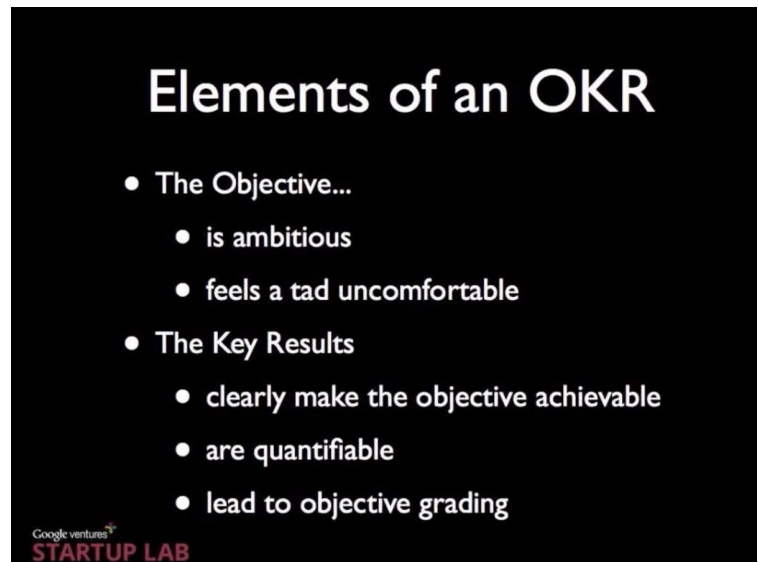 Elements of an OKR
• The Objective...
• is ambitious
• feels a tad uncomfortable
• The Key Results
• clearly make the objective achievable
• are quantifiable
• lead to objective grading
Google ventures
STARTUP LAB